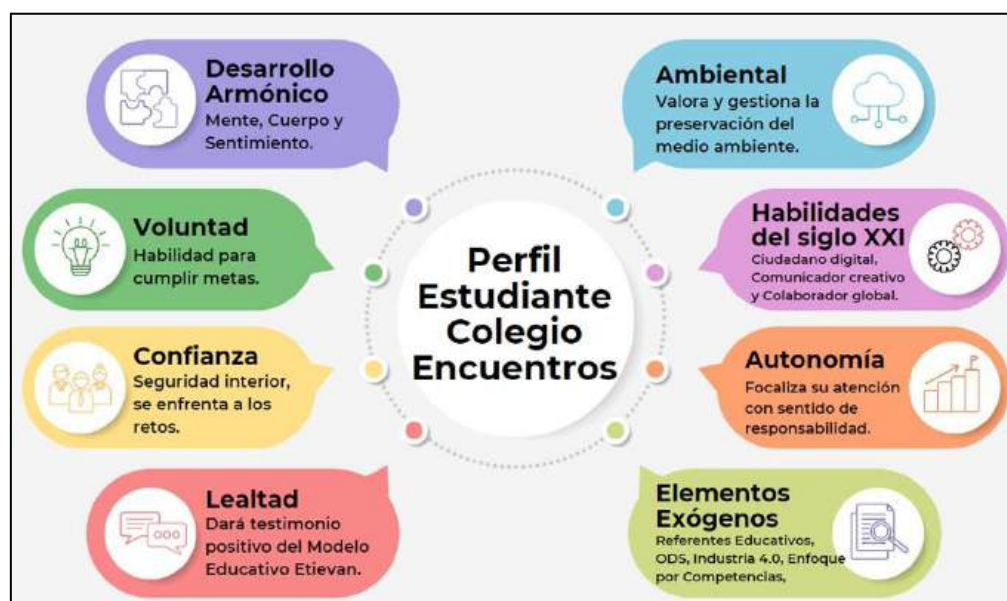 Desarrollo
Armónico
Mente, Cuerpo y
Sentimiento.
Voluntad
Habilidad para
cumplir metas.
Confianza
Seguridad interior,
se enfrenta a los
retos.
Lealtad
Dará testimonio
positivo del Modelo
Educativo Etievan.
Perfil
Estudiante
Colegio
Encuentros
Ambiental
Valora y gestiona la
preservación del
medio ambiente.
Habilidades
del siglo XXI
Ciudadano digital,
Comunicador creativo
y Colaborador global.
Autonomía
Focaliza su atención
con sentido de
responsabilidad.
Elementos
Exógenos
Referentes Educativos,
ODS, Industria 4.0, Enfoque
por Competencias,